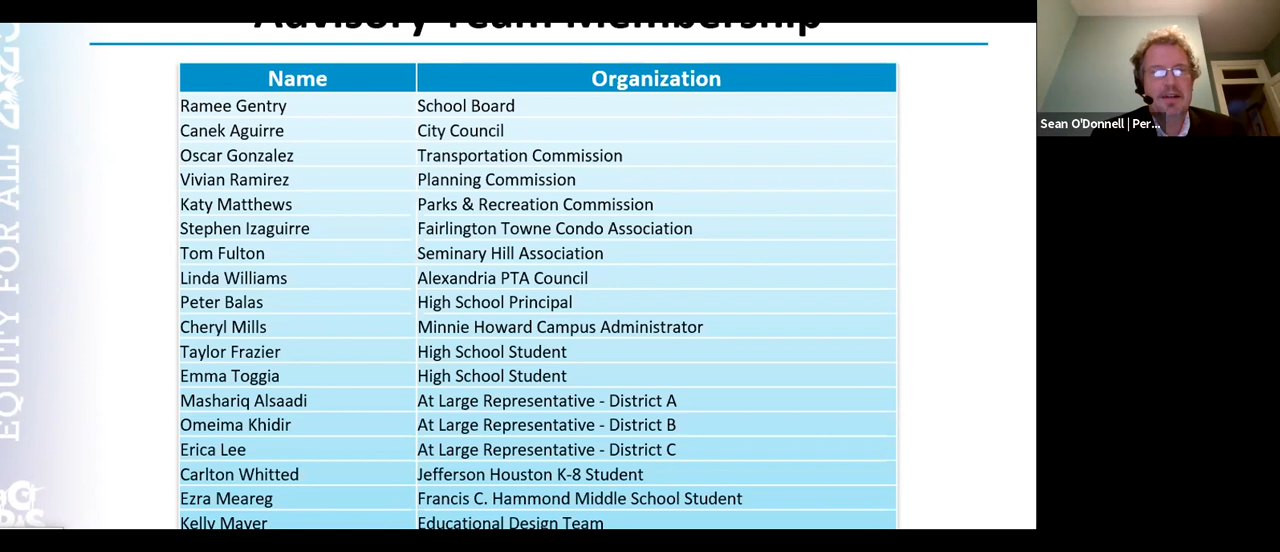 Advisory Team Membership
Name Organization
Ramee Gentry School Board
Canek Aguirre City Council
Oscar Gonzalez Transportation Commission
Vivian Ramirez Planning Commission
Katy Matthews Parks & Recreation Commission
Stephen Izaguirre Fairlington Towne Condo Association
Tom Fulton Seminary Hill Association
Linda Williams Alexandria PTA Council
Peter Balas High School Principal
Cheryl Mills Minnie Howard Campus Administrator
Taylor Frazier High School Student
Emma Toggia High School Student
Mashariq Alsaadi At Large Representative - District A
Omeima Khidir At Large Representative - District B
Erica Lee At Large Representative - District C
Carlton Whitted Jefferson Houston K-8 Student
Ezra Meareg Francis C. Hammond Middle School Student
Kelly Mayer Educational Design Team
EQUITY FOR ALL
Sean O'Donnell | Per...